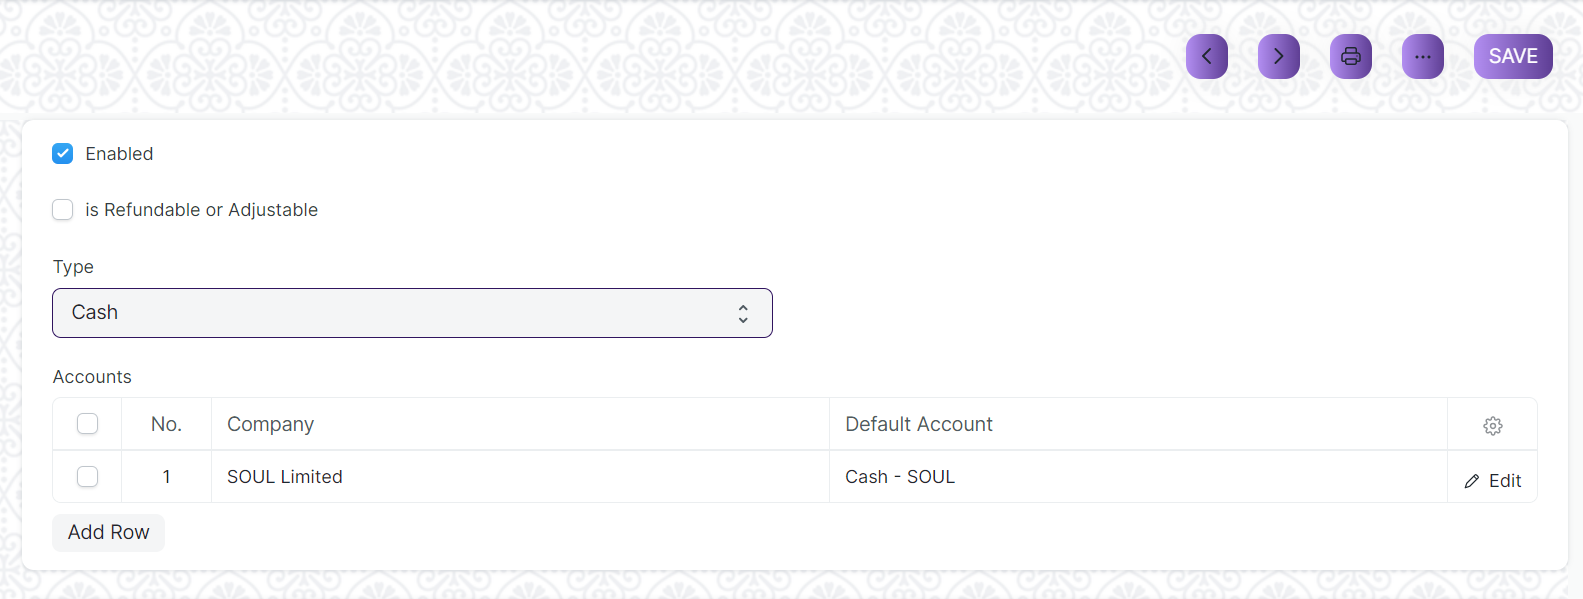 SAVE
Enabled
is Refundable or Adjustable
Type
Cash
Accounts
No. Company Default Account
1 SOUL Limited Cash - SOUL Edit
Add Row